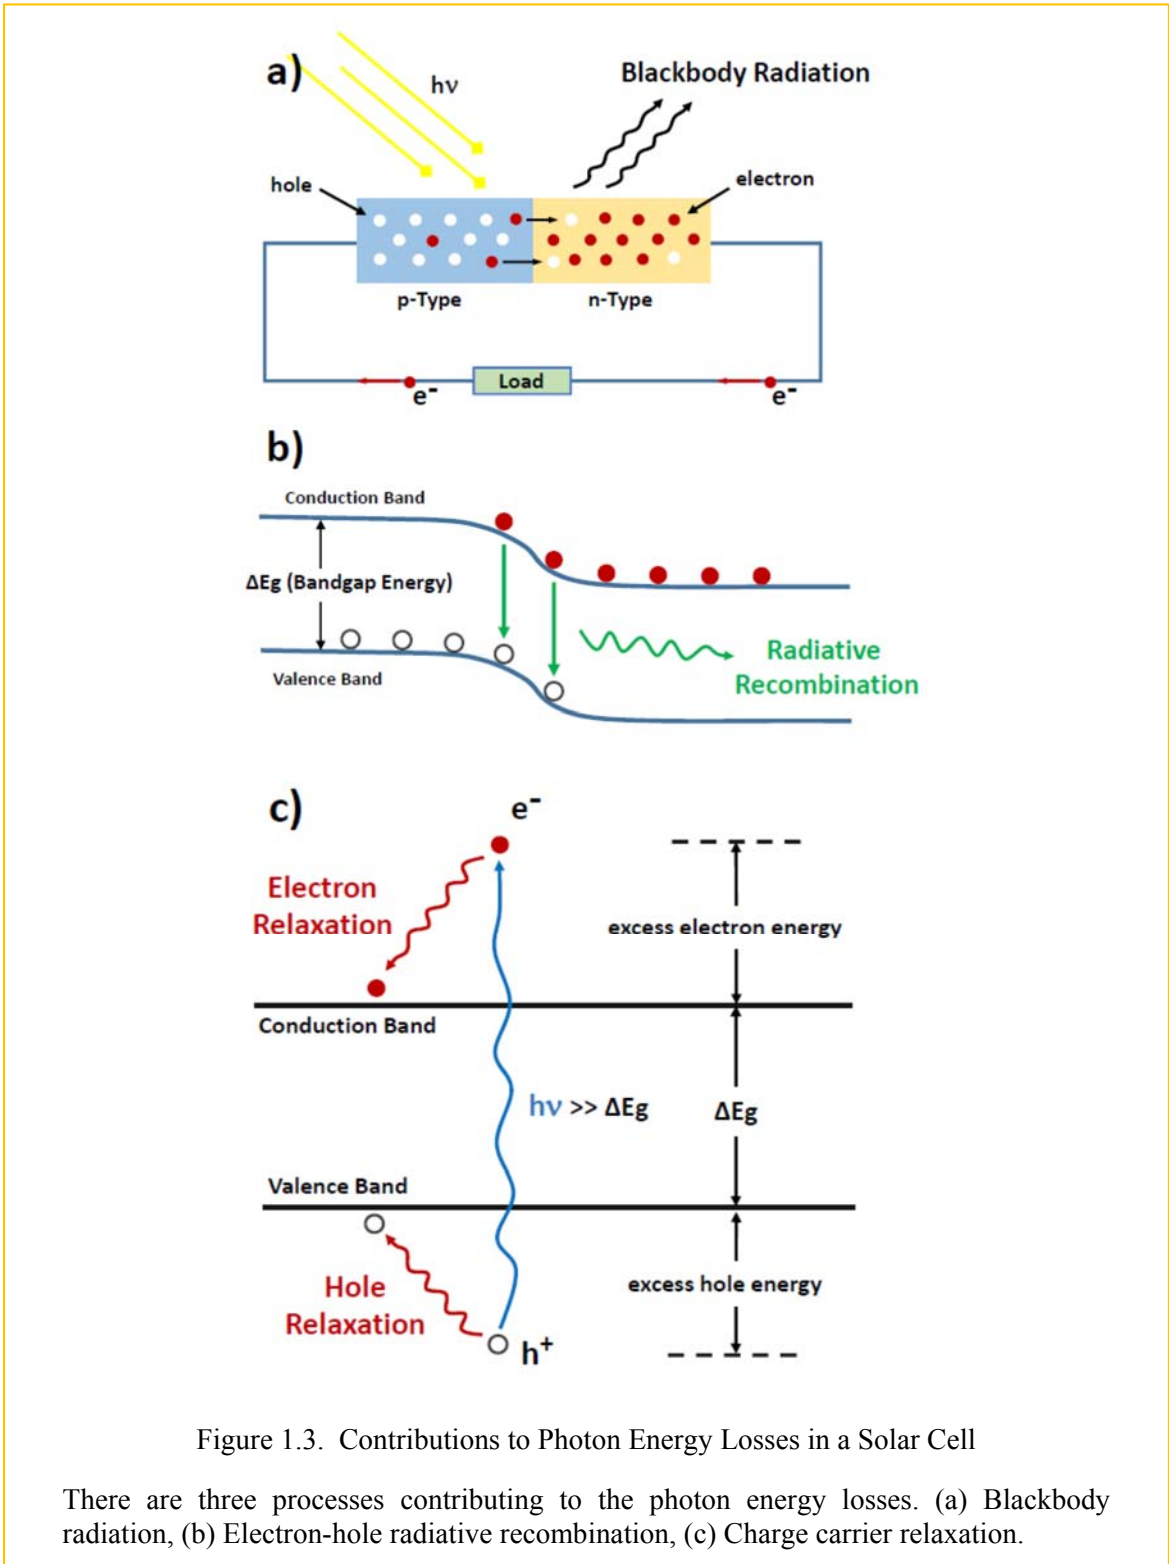 a)
hν
Blackbody Radiation
hole
electron
p-Type
n-Type
Load
e-
e-
b)
Conduction Band
ΔEg (Bandgap Energy)
Valence Band
Radiative
Recombination
c)
e-
Electron
Relaxation
excess electron energy
Conduction Band
hν >> ΔEg
ΔEg
Valence Band
Hole
Relaxation
excess hole energy
h+
Figure 1.3. Contributions to Photon Energy Losses in a Solar Cell
There are three processes contributing to the photon energy losses. (a) Blackbody
radiation, (b) Electron-hole radiative recombination, (c) Charge carrier relaxation.